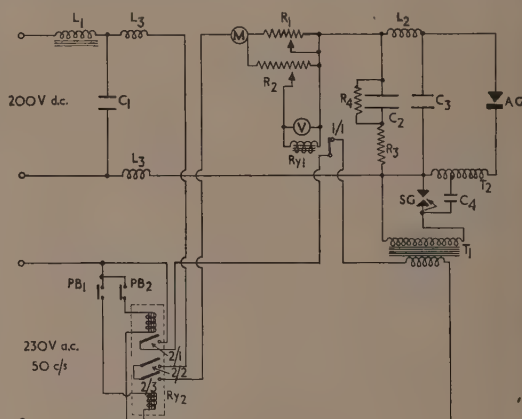 L1
L3
M
R1
L2
R2
200V d.c.
C1
R4
C2
C3
AG
V
1/1
Ry1
R3
L3
T2
SG
C4
T1
PB1
PB2
230V a.c.
50 c/s
2/1
2/2
2/3
Ry2